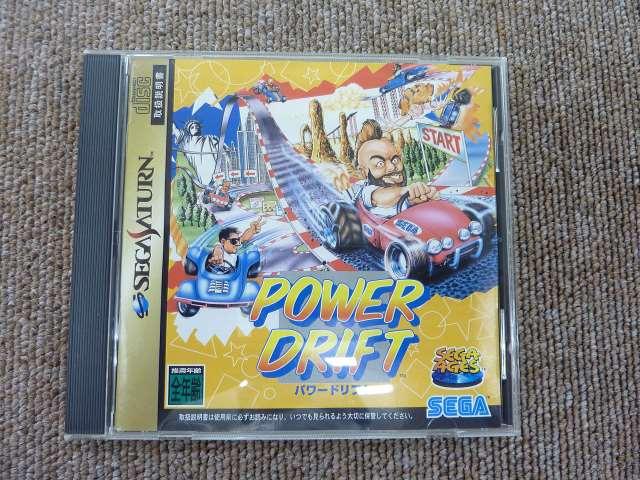 disc
取扱説明書
SEGA SATURN™
START
SEGA
POWER
DRIFT™
パワードリフト
推奨年齢
全年齢
SEGA
AGES
SEGA
取扱説明書は使用前に必ずお読みになり、いつでも見られるよう大切に保管してください。